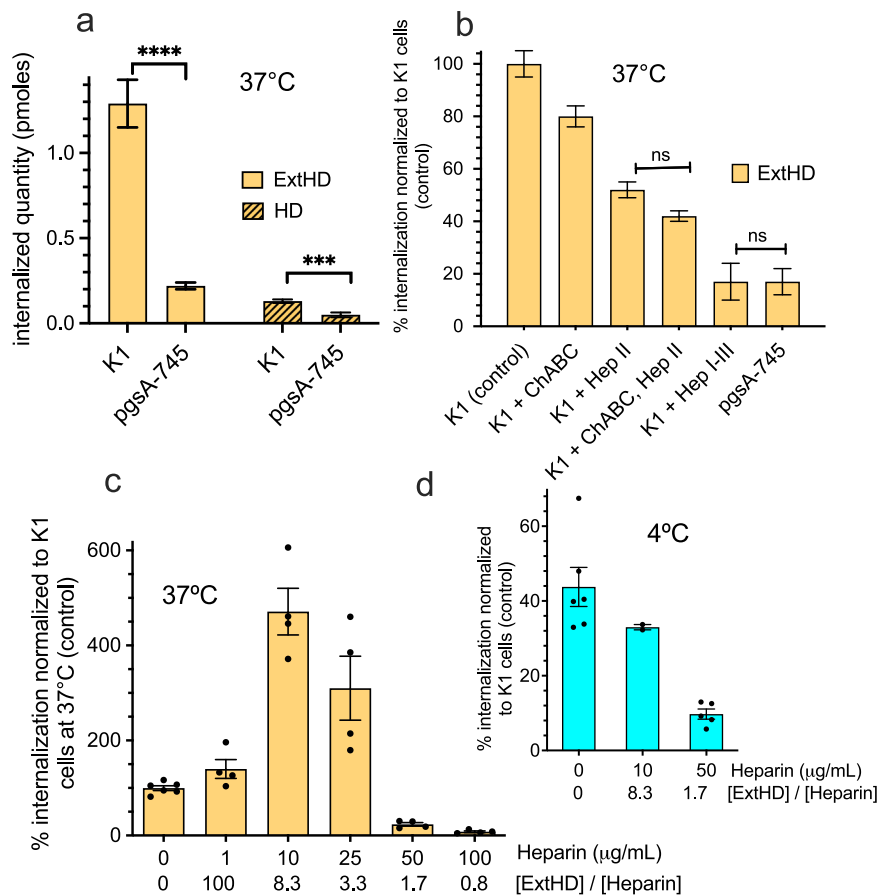 a
****
37°C
internalized quantity (pmoles)
1.0
0.5
0.0
ExtHD
HD
***
K1
pgsA-745
K1
pgsA-745
b
37°C
% internalization normalized to K1 cells
(control)
100
80
60
40
20
0
ns
ns
ExtHD
K1 (control)
K1 + ChABC
K1 + Hep II
K1 + ChABC, Hep II
K1 + Hep I-III
pgsA-745
c
37ºC
% internalization normalized to K1
cells at 37°C (control)
600
400
200
0
0 1 10 25 50 100 Heparin (µg/mL)
0 100 8.3 3.3 1.7 0.8 [ExtHD] / [Heparin]
d
4ºC
% internalization normalized
to K1 cells (control)
60
40
20
0
0 10 50 Heparin (µg/mL)
0 8.3 1.7 [ExtHD] / [Heparin]